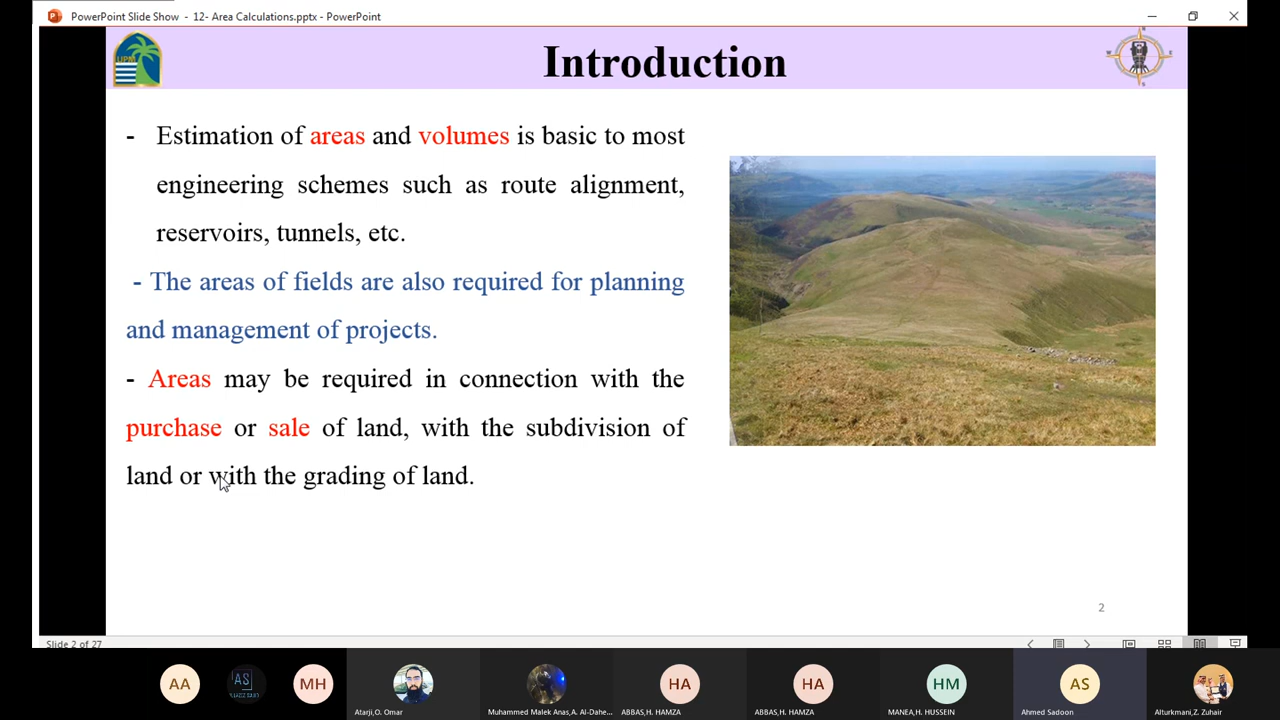 PowerPoint Slide Show - 12- Area Calculations.pptx - PowerPoint
UPM
Introduction
- Estimation of areas and volumes is basic to most
engineering schemes such as route alignment,
reservoirs, tunnels, etc.
- The areas of fields are also required for planning
and management of projects.
- Areas may be required in connection with the
purchase or sale of land, with the subdivision of
land or with the grading of land.
2
Slide 2 of 27
AA
AS
MH
HA
HA
HM
AS
Atarji,O. Omar
Muhammed Malek Anas,A. Al-Dahe...
ABBAS,H. HAMZA
ABBAS,H. HAMZA
MANEA,H. HUSSEIN
Ahmed Sadoon
Alturkmani,Z. Zuhair